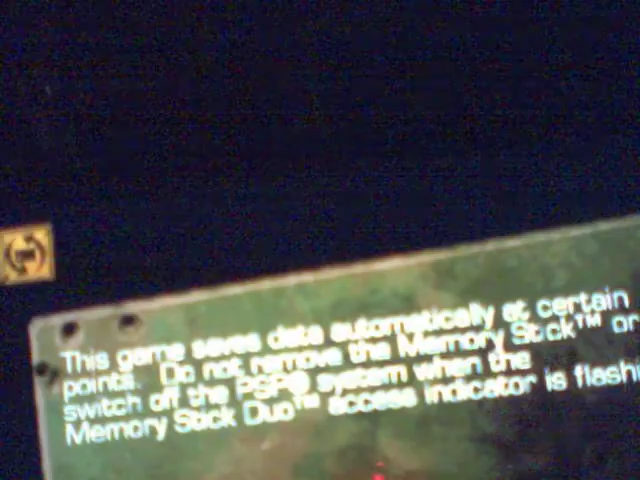 This game saves data automatically at certain
points. Do not remove the Memory Stick™ or
switch off the PSP® system when the
Memory Stick Duo™ access indicator is